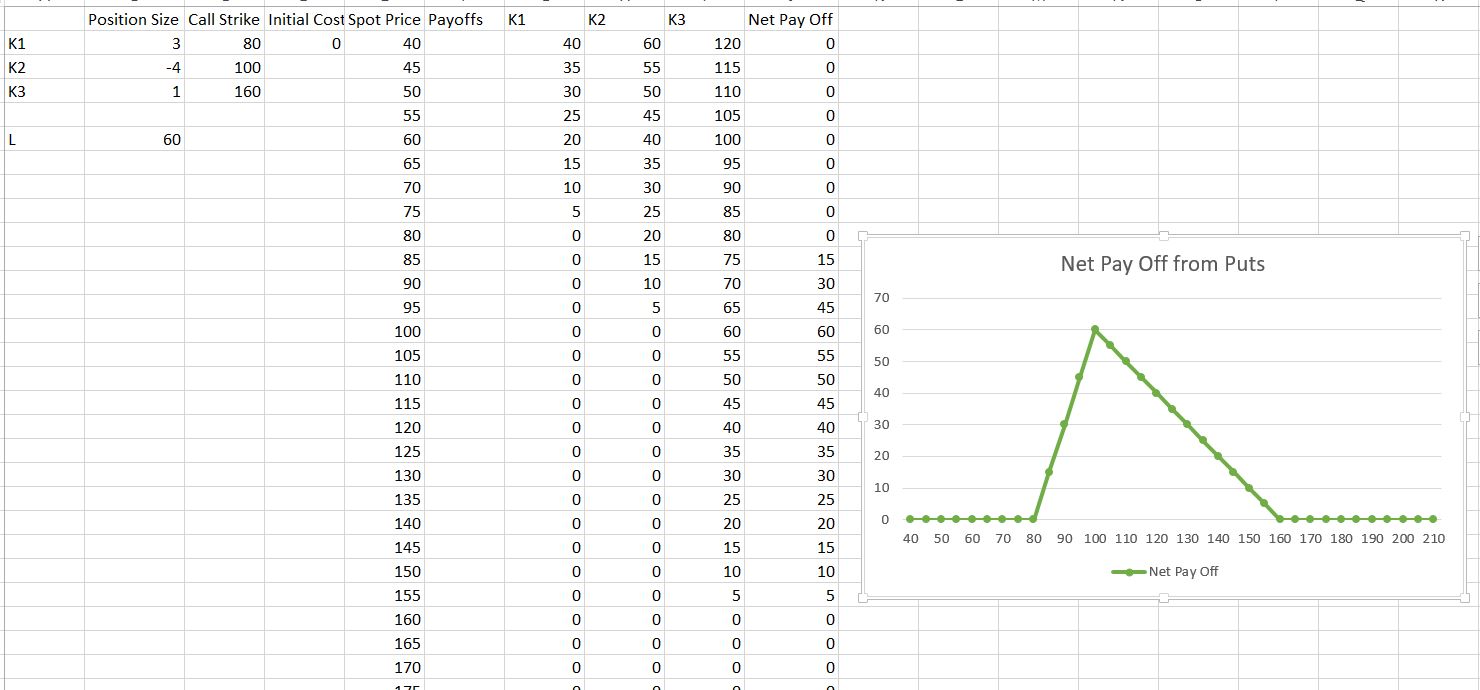 Position Size Call Strike Initial Cost Spot Price Payoffs K1 K2 K3 Net Pay Off
K1 3 80 0 40 40 60 120 0
K2 -4 100 45 35 55 115 0
K3 1 160 50 30 50 110 0
55 25 45 105 0
L 60 60 20 40 100 0
65 15 35 95 0
70 10 30 90 0
75 5 25 85 0
80 0 20 80 0
85 0 15 75 15
90 0 10 70 30
95 0 5 65 45
100 0 0 60 60
105 0 0 55 55
110 0 0 50 50
115 0 0 45 45
120 0 0 40 40
125 0 0 35 35
130 0 0 30 30
135 0 0 25 25
140 0 0 20 20
145 0 0 15 15
150 0 0 10 10
155 0 0 5 5
160 0 0 0 0
165 0 0 0 0
170 0 0 0 0
175 0 0 0 0
Net Pay Off from Puts
70
60
50
40
30
20
10
0
40 50 60 70 80 90 100 110 120 130 140 150 160 170 180 190 200 210
Net Pay Off